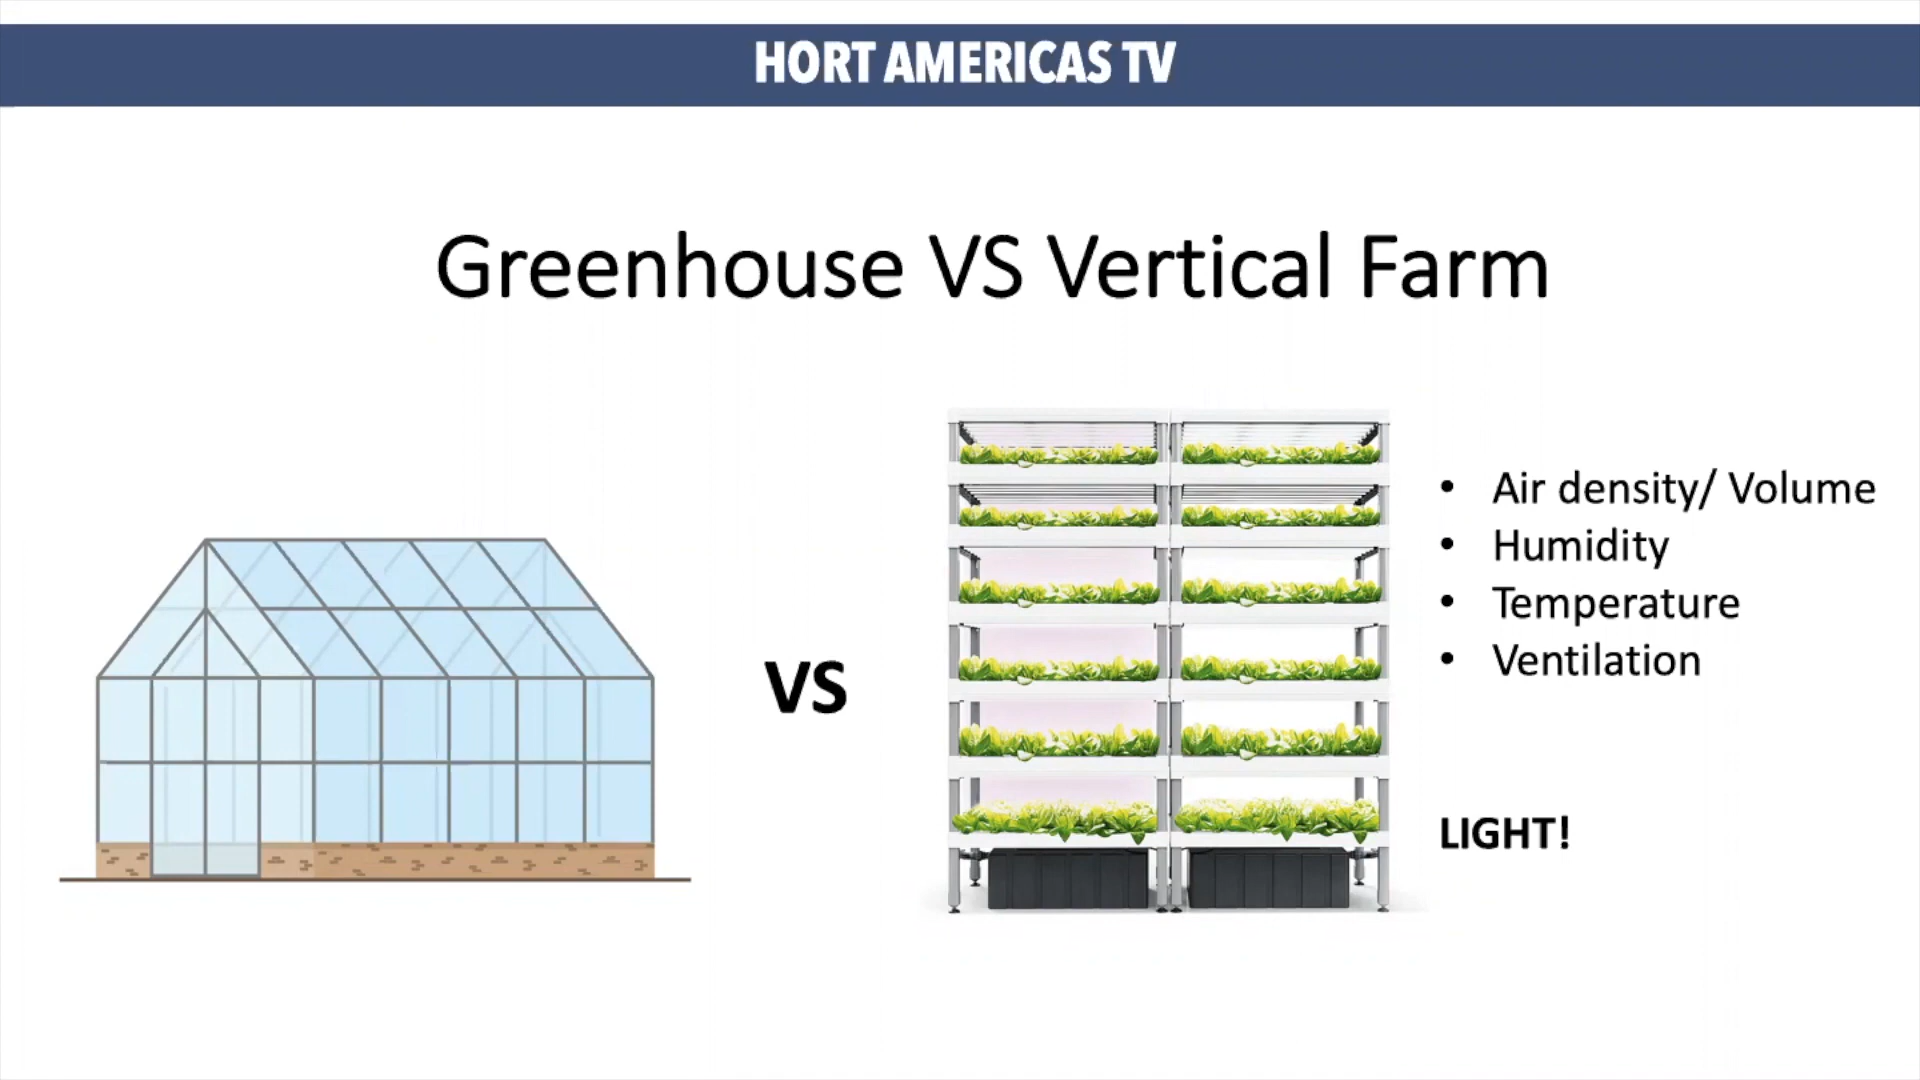 HORT AMERICAS TV
Greenhouse VS Vertical Farm
VS
• Air density/ Volume
• Humidity
• Temperature
• Ventilation
LIGHT!